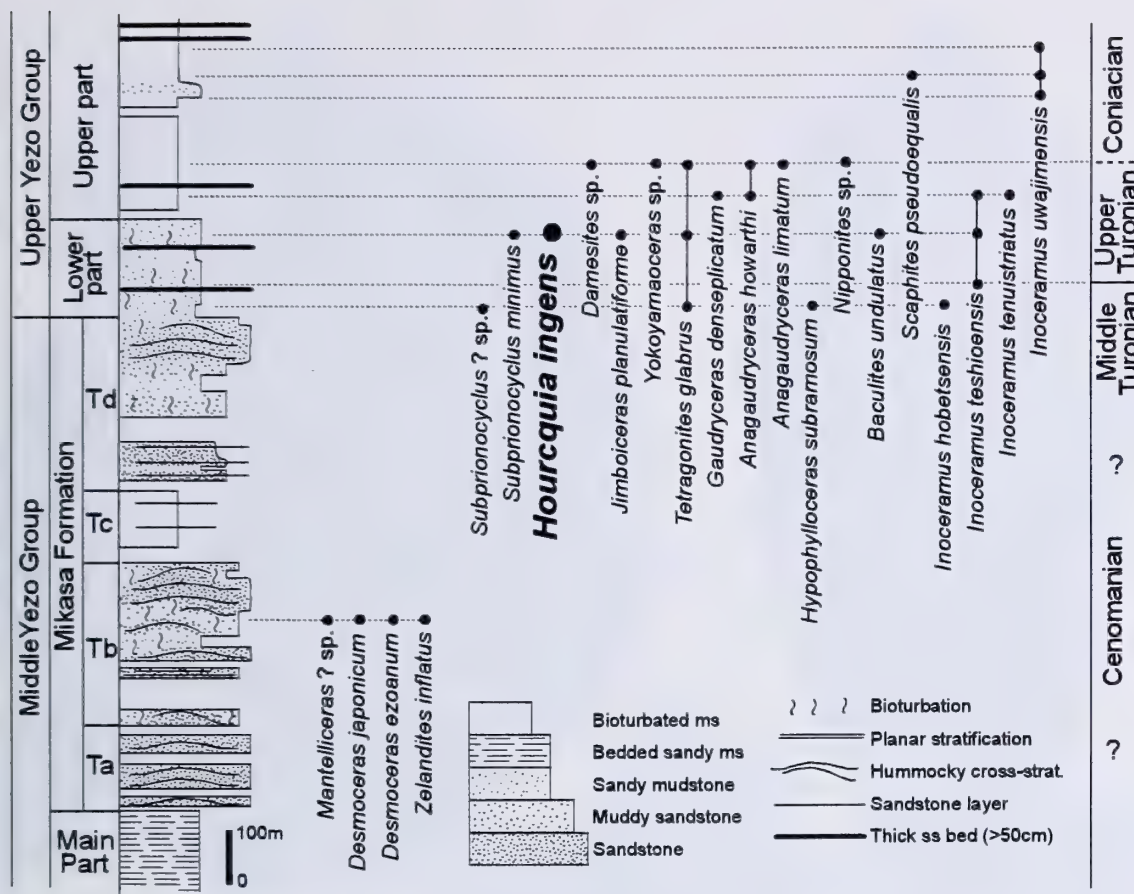 Upper Yezo Group
Upper part
Lower part
Middle Yezo Group
Mikasa Formation
Td
Tc
Tb
Ta
Main Part
100m
0
Mantelliceras ? sp.
Desmoceras japonicum
Desmoceras ezoanum
Zelandites inflatus
Subprionocyclus ? sp.
Subprionocyclus minimus
Hourcquia ingens
Damesites sp.
Jimboiceras planulatiforme
Yokoyamaoceras sp.
Tetragonites glabrus
Gaudryceras denseplicatum
Anagaudryceras howarthi
Anagaudryceras limatum
Hypophylloceras subramosum
Nipponites sp.
Baculites undulatus
Scaphites pseudoequalis
Inoceramus hobetsensis
Inoceramus teshioensis
Inoceramus tenuistriatus
Inoceramus uwajimensis
Coniacian
Upper Turonian
Middle Turonian
?
Cenomanian
?
Bioturbated ms
Bedded sandy ms
Sandy mudstone
Muddy sandstone
Sandstone
Bioturbation
Planar stratification
Hummocky cross-strat.
Sandstone layer
Thick ss bed (>50cm)